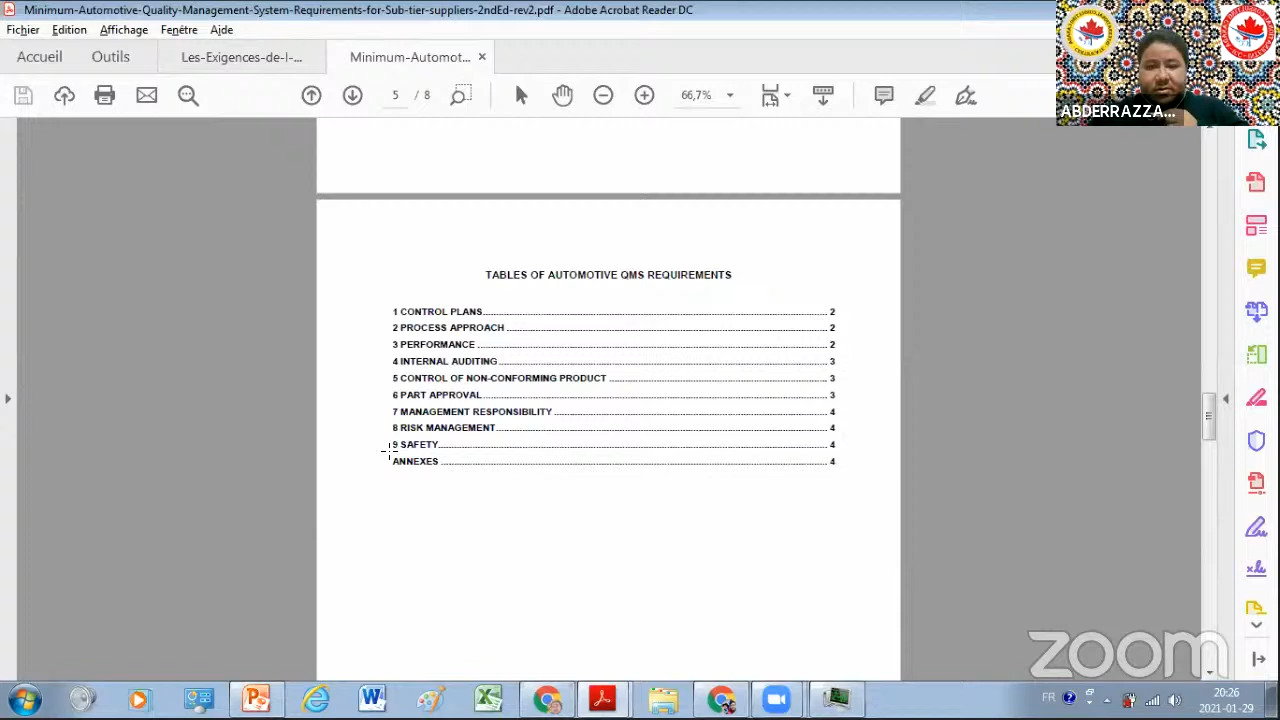 Minimum-Automotive-Quality-Management-System-Requirements-for-Sub-tier-suppliers-2ndEd-rev2.pdf - Adobe Acrobat Reader DC
Fichier Edition Affichage Fenêtre Aide
Accueil Outils Les-Exigences-de-l-... Minimum-Automot... ×
5 / 8 66,7%
ABDERRAZZA...
TABLES OF AUTOMOTIVE QMS REQUIREMENTS
1 CONTROL PLANS 2
2 PROCESS APPROACH 2
3 PERFORMANCE 2
4 INTERNAL AUDITING 3
5 CONTROL OF NON-CONFORMING PRODUCT 3
6 PART APPROVAL 3
7 MANAGEMENT RESPONSIBILITY 4
8 RISK MANAGEMENT 4
9 SAFETY 4
ANNEXES 4
zoom
FR 20:26
2021-01-29